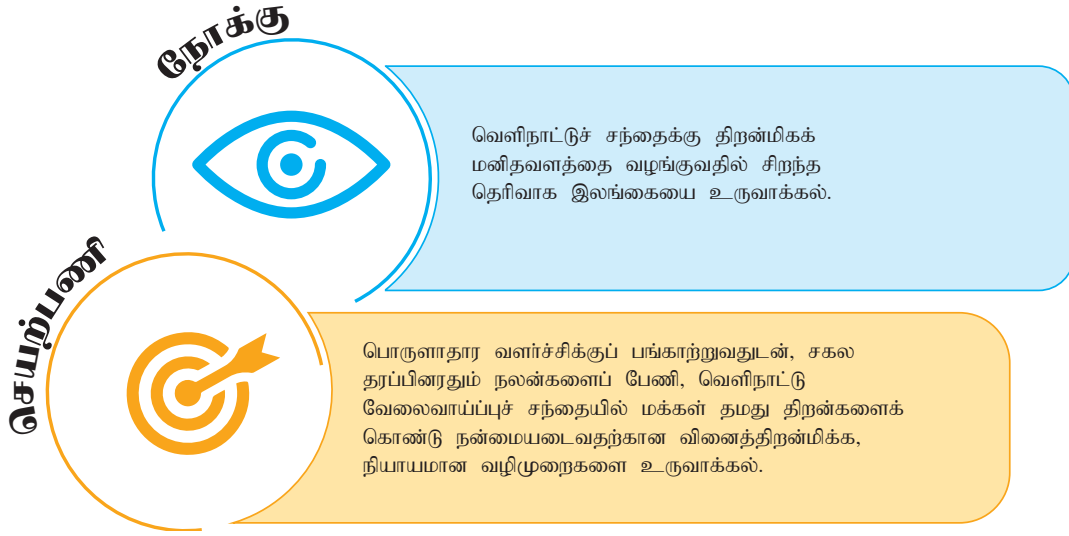 நோக்கு
வெளிநாட்டுச் சந்தைக்கு திறன்மிகக்
மனிதவளத்தை வழங்குவதில் சிறந்த
தெரிவாக இலங்கையை உருவாக்கல்.
செயற்பணி
பொருளாதார வளர்ச்சிக்குப் பங்காற்றுவதுடன், சகல
தரப்பினரதும் நலன்களைப் பேணி, வெளிநாட்டு
வேலைவாய்ப்புச் சந்தையில் மக்கள் தமது திறன்களைக்
கொண்டு நன்மையடைவதற்கான வினைத்திறன்மிக்க,
நியாயமான வழிமுறைகளை உருவாக்கல்.